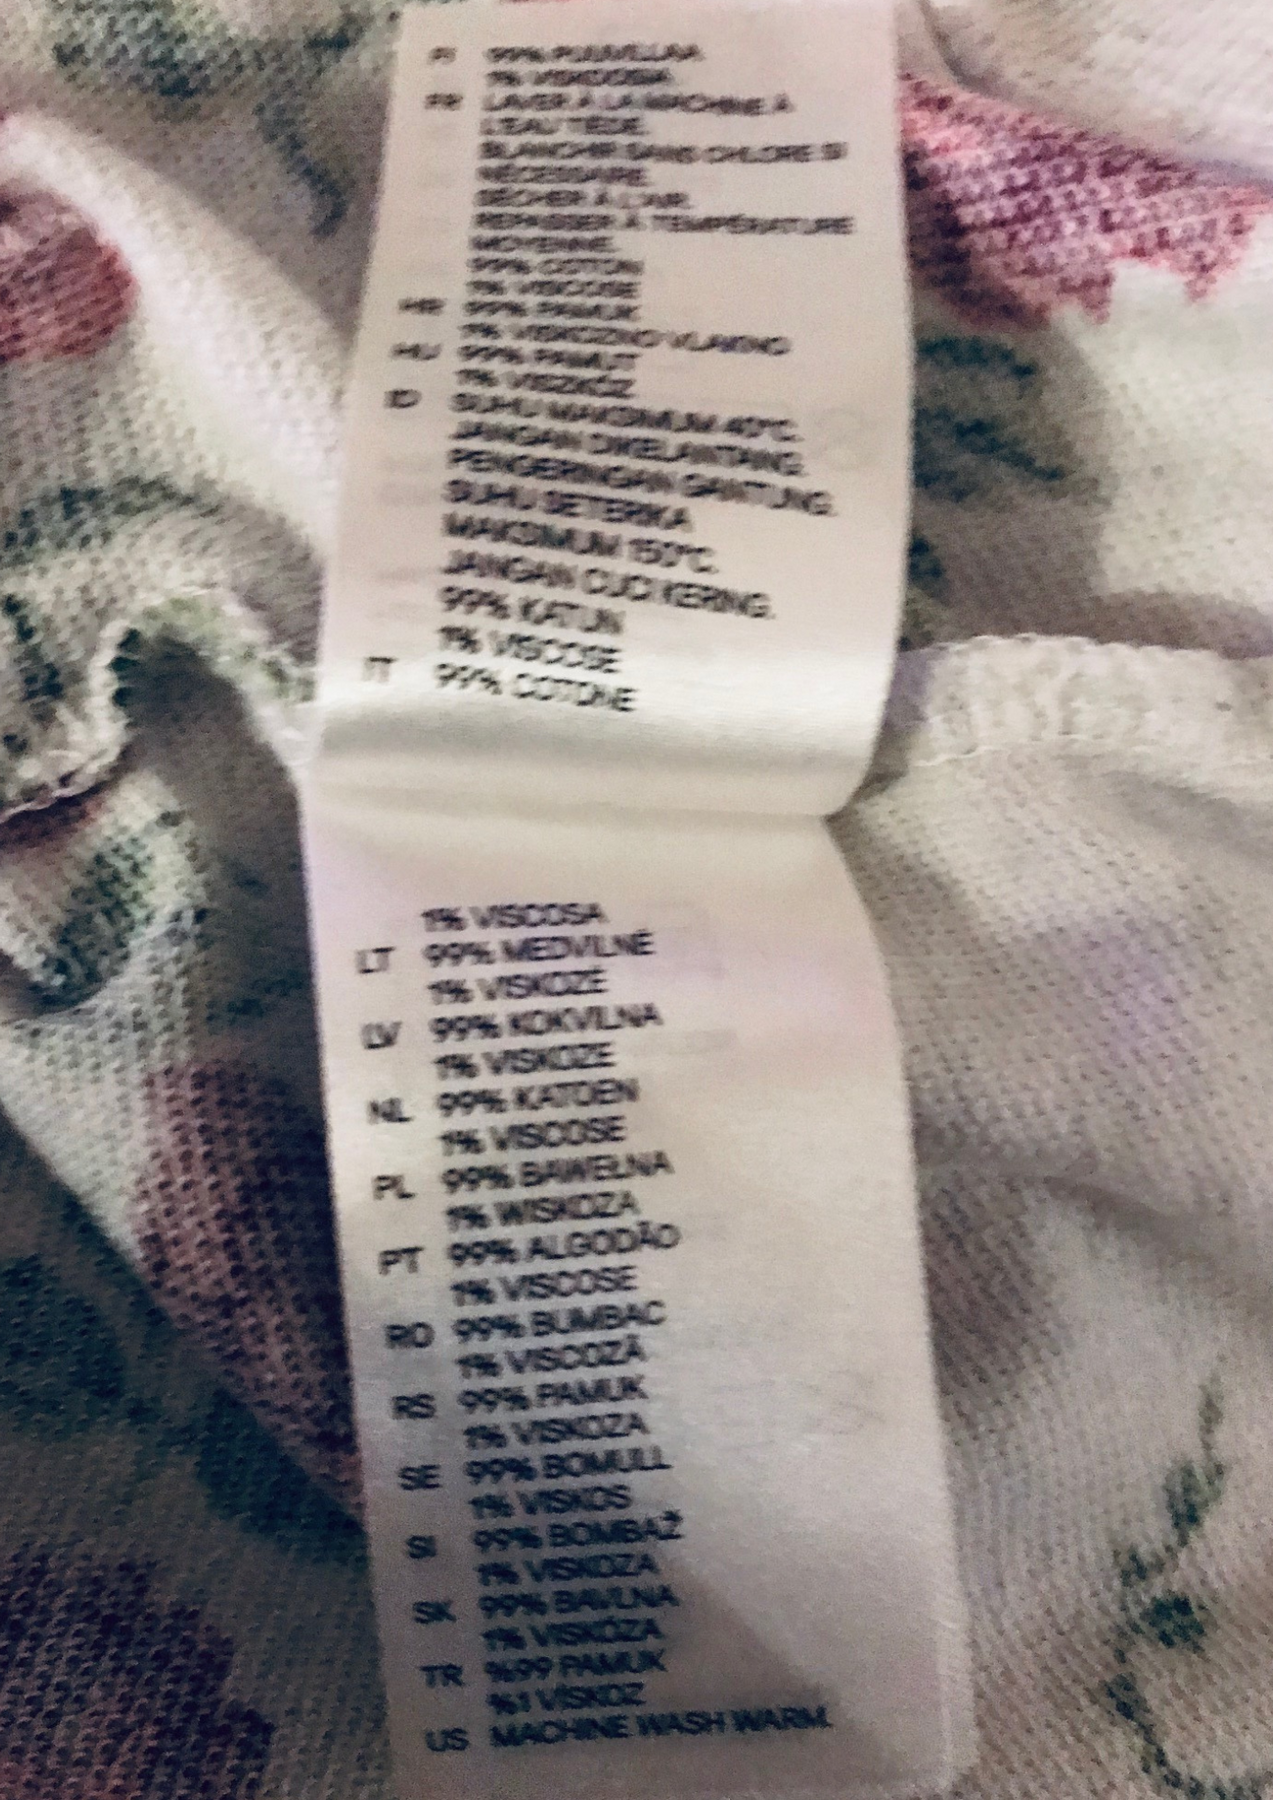 FI 99% PUUVILLAA
1% VISKOOSIA
FR LAVER À LA MACHINE À
L'EAU TIÈDE.
BLANCHIR SANS CHLORE SI
NÉCESSAIRE.
SÉCHER À L'AIR.
REPASSER À TEMPÉRATURE
MOYENNE.
99% COTON
1% VISCOSE
HR 99% PAMUK
1% VISKOZNO VLAKNO
HU 99% PAMUT
1% VISZKÓZ
ID SUHU MAKSIMUM 40°C.
JANGAN DIKELANTANG.
PENGERINGAN GANTUNG.
SUHU SETERIKA
MAKSIMUM 150°C.
JANGAN CUCI KERING.
99% KATUN
1% VISCOSE
IT 99% COTONE
1% VISCOSA
LT 99% MEDVILNĖ
1% VISKOZĖ
LV 99% KOKVILNA
1% VISKOZE
NL 99% KATOEN
1% VISCOSE
PL 99% BAWEŁNA
1% WISKOZA
PT 99% ALGODÃO
1% VISCOSE
RO 99% BUMBAC
1% VISCOZĂ
RS 99% PAMUK
1% VISKOZA
SE 99% BOMULL
1% VISKOS
SI 99% BOMBAŽ
1% VISKOZA
SK 99% BAVLNA
1% VISKÓZA
TR %99 PAMUK
%1 VİSKOZ
US MACHINE WASH WARM.